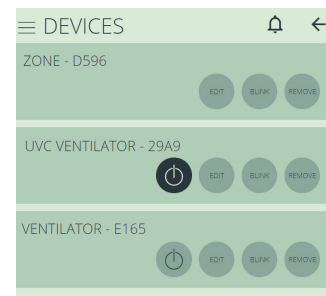 DEVICES
ZONE - D596
EDIT BLINK REMOVE
UVC VENTILATOR - 29A9
EDIT BLINK REMOVE
VENTILATOR - E165
EDIT BLINK REMOVE